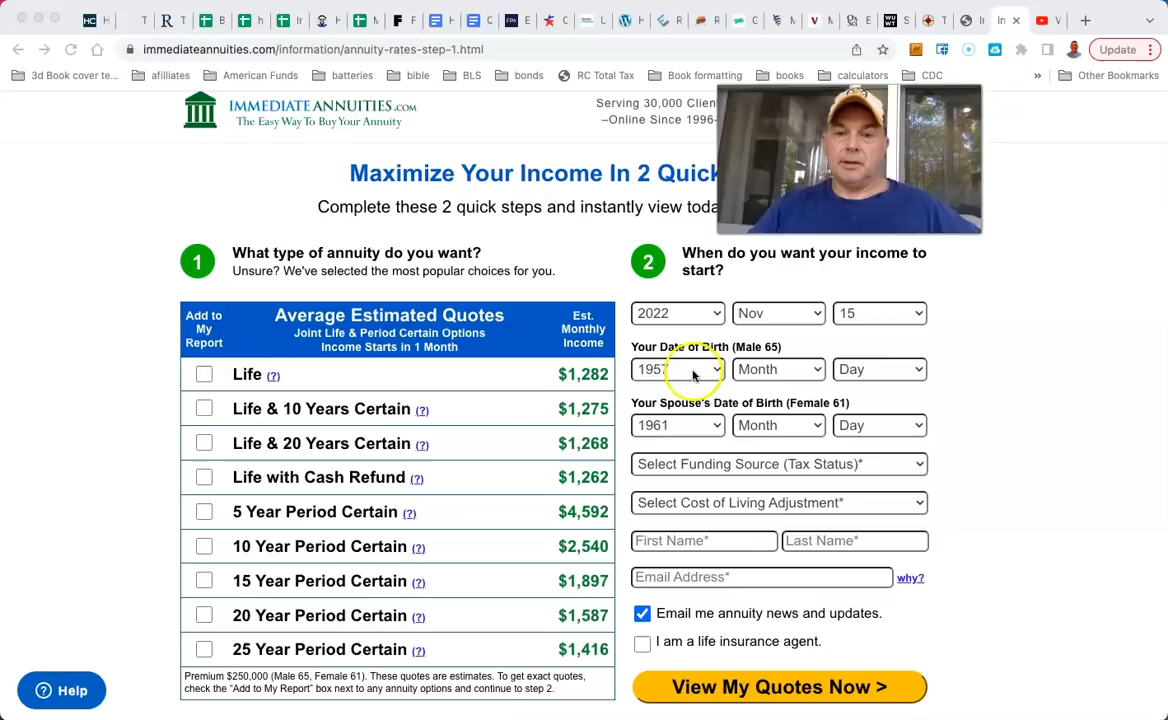 HC
T
R
T
B
h
Ir
M
F
F
H
C
FPA
E
C
L
H
R
R
C
M
V
M
E
WU
WT
S
T
Ir
In
V
immediateannuities.com/information/annuity-rates-step-1.html
Update
3d Book cover te...
afilliates
American Funds
batteries
bible
BLS
bonds
RC Total Tax
Book formatting
books
calculators
CDC
»
Other Bookmarks
IMMEDIATEANNUITIES.COM
The Easy Way To Buy Your Annuity
Serving 30,000 Clien
–Online Since 1996–
Maximize Your Income In 2 Quick
Complete these 2 quick steps and instantly view toda
1
What type of annuity do you want?
Unsure? We've selected the most popular choices for you.
Add to My Report
Average Estimated Quotes
Joint Life & Period Certain Options
Income Starts in 1 Month
Est. Monthly Income
Life (?) $1,282
Life & 10 Years Certain (?) $1,275
Life & 20 Years Certain (?) $1,268
Life with Cash Refund (?) $1,262
5 Year Period Certain (?) $4,592
10 Year Period Certain (?) $2,540
15 Year Period Certain (?) $1,897
20 Year Period Certain (?) $1,587
25 Year Period Certain (?) $1,416
Premium $250,000 (Male 65, Female 61). These quotes are estimates. To get exact quotes,
check the "Add to My Report" box next to any annuity options and continue to step 2.
2
When do you want your income to
start?
2022 Nov 15
Your Date of Birth (Male 65)
1957 Month Day
Your Spouse's Date of Birth (Female 61)
1961 Month Day
Select Funding Source (Tax Status)*
Select Cost of Living Adjustment*
First Name* Last Name*
Email Address* why?
Email me annuity news and updates.
I am a life insurance agent.
View My Quotes Now >
Help